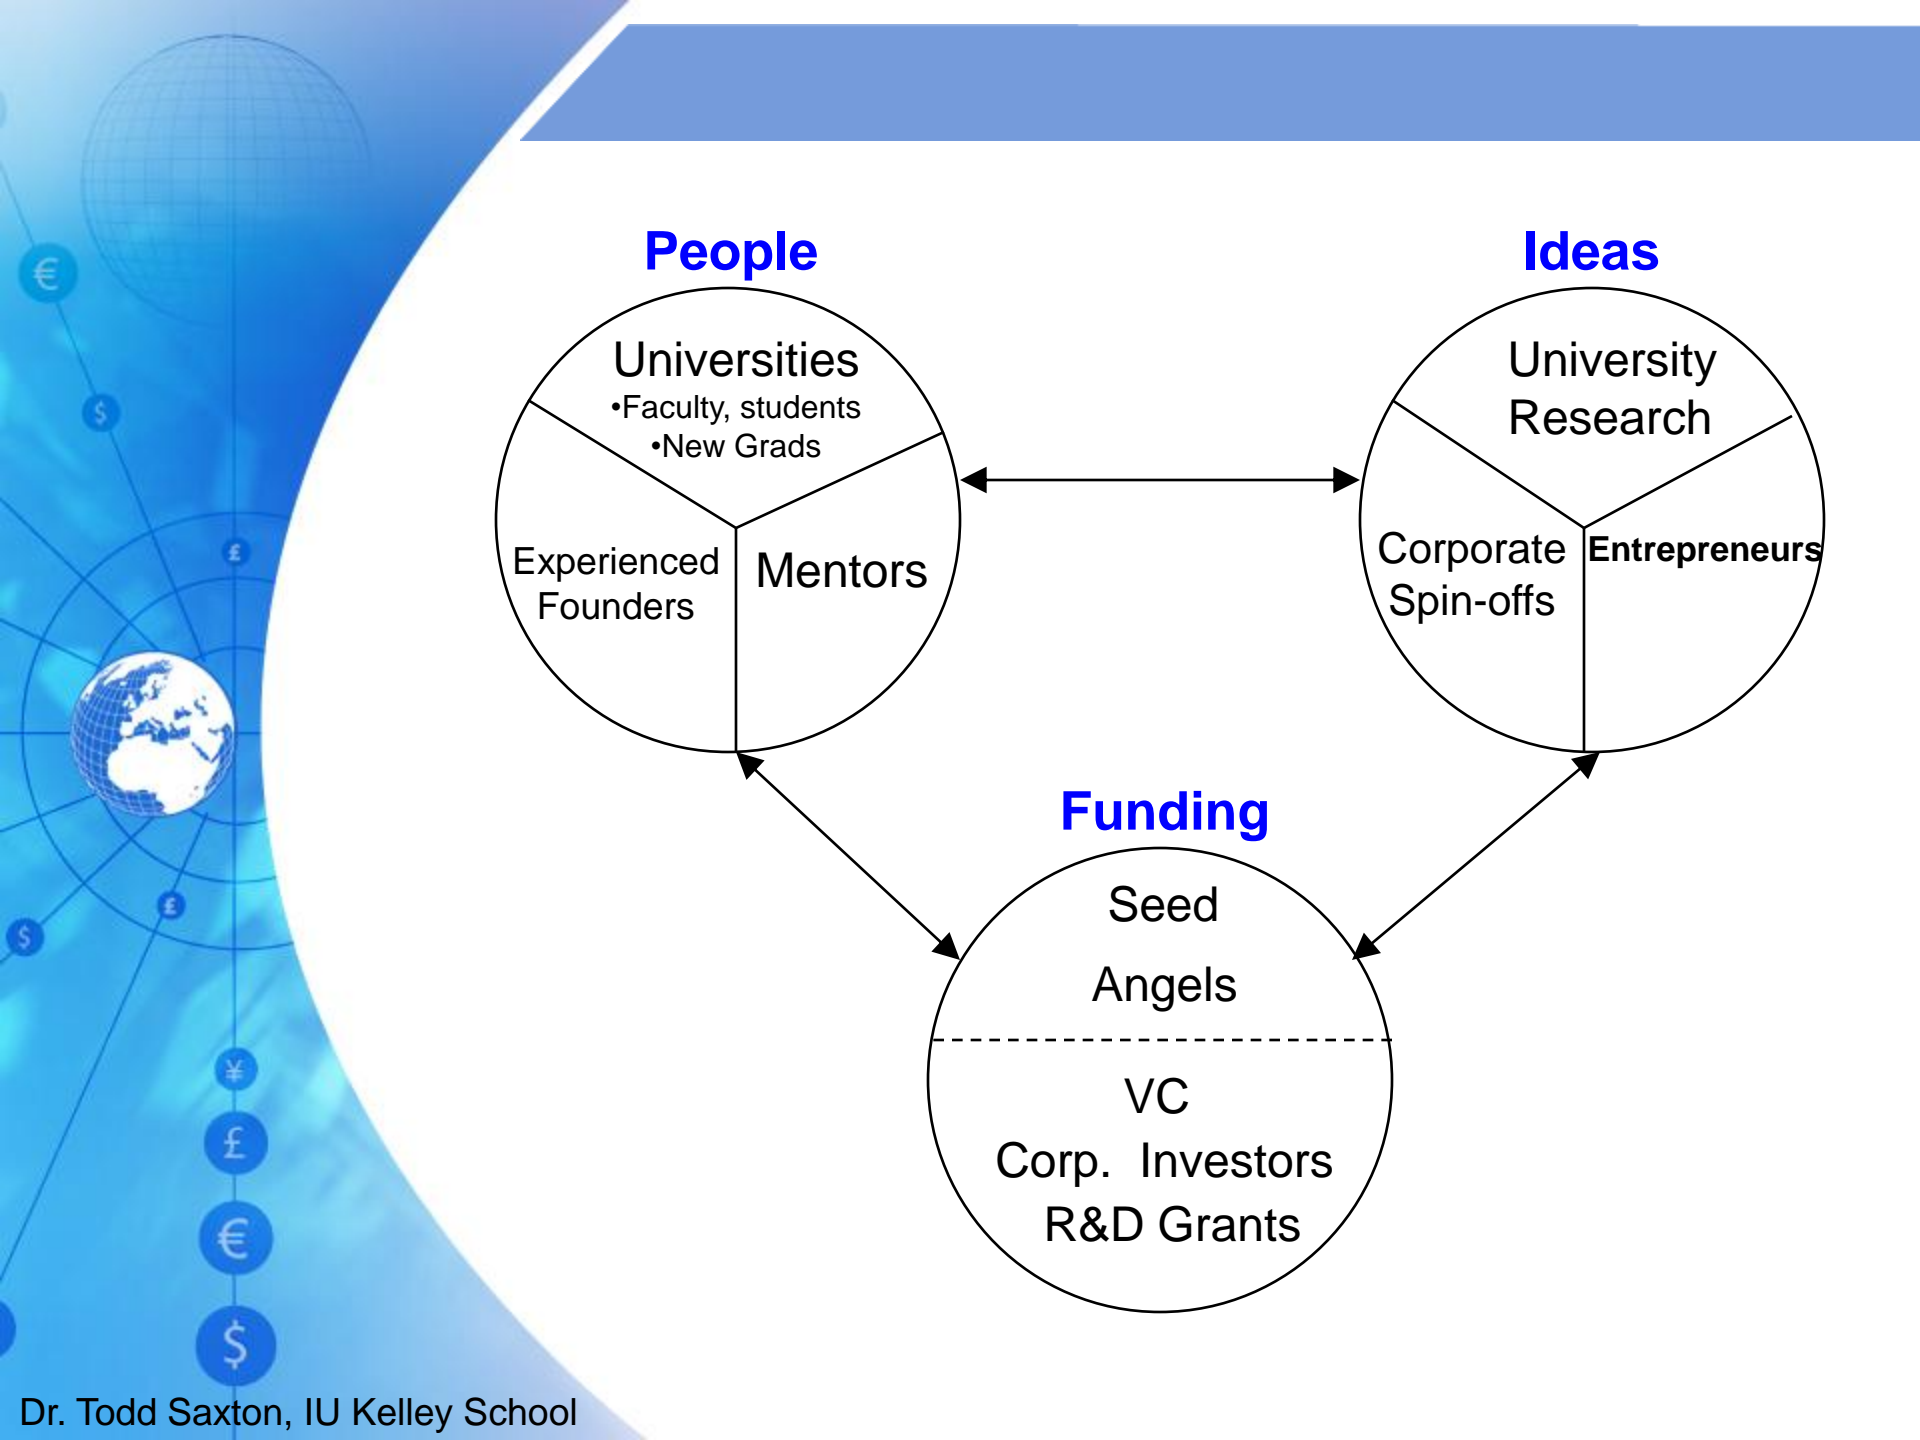 People
Universities
•Faculty, students
•New Grads
Experienced
Founders
Mentors
Ideas
University
Research
Corporate
Spin-offs
Entrepreneurs
Funding
Seed
Angels
VC
Corp. Investors
R&D Grants
€
$
£
£
$
¥
£
€
$
Dr. Todd Saxton, IU Kelley School